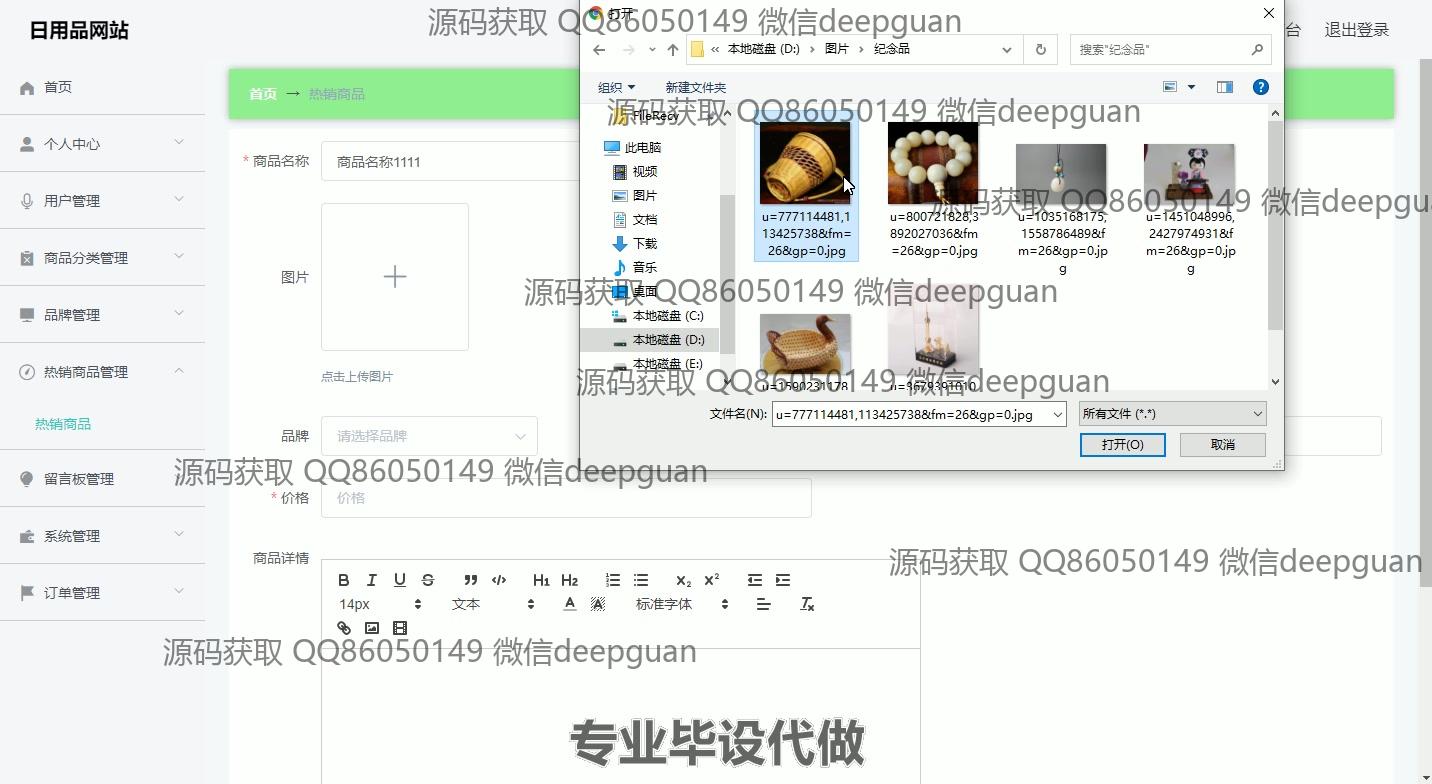 日用品网站
台
退出登录
首页
个人中心
用户管理
商品分类管理
品牌管理
热销商品管理
热销商品
留言板管理
系统管理
订单管理
首页 → 热销商品
* 商品名称
商品名称1111
图片
点击上传图片
品牌
请选择品牌
* 价格
价格
商品详情
B I U S H1 H2 X2 X2
14px 文本 A A 标准字体
打开
« 本地磁盘 (D:) › 图片 › 纪念品
搜索"纪念品"
组织
新建文件夹
FileRecv
此电脑
视频
图片
文档
下载
音乐
桌面
本地磁盘 (C:)
本地磁盘 (D:)
本地磁盘 (E:)
u=777114481,1
13425738&fm=
26&gp=0.jpg
u=800721828,3
892027036&fm
=26&gp=0.jpg
u=1035168175,
1558786489&f
m=26&gp=0.jp
g
u=1451048996,
2427974931&f
m=26&gp=0.jp
g
u=1590231178
u=3679391010
文件名(N):
u=777114481,113425738&fm=26&gp=0.jpg
所有文件 (*.*)
打开(O)
取消
源码获取 QQ86050149 微信deepguan
源码获取 QQ86050149 微信deepguan
源码获取 QQ86050149 微信deepgu
源码获取 QQ86050149 微信deepguan
源码获取 QQ86050149 微信deepguan
源码获取 QQ86050149 微信deepguan
源码获取 QQ86050149 微信deepguan
源码获取 QQ86050149 微信deepguan
专业毕设代做